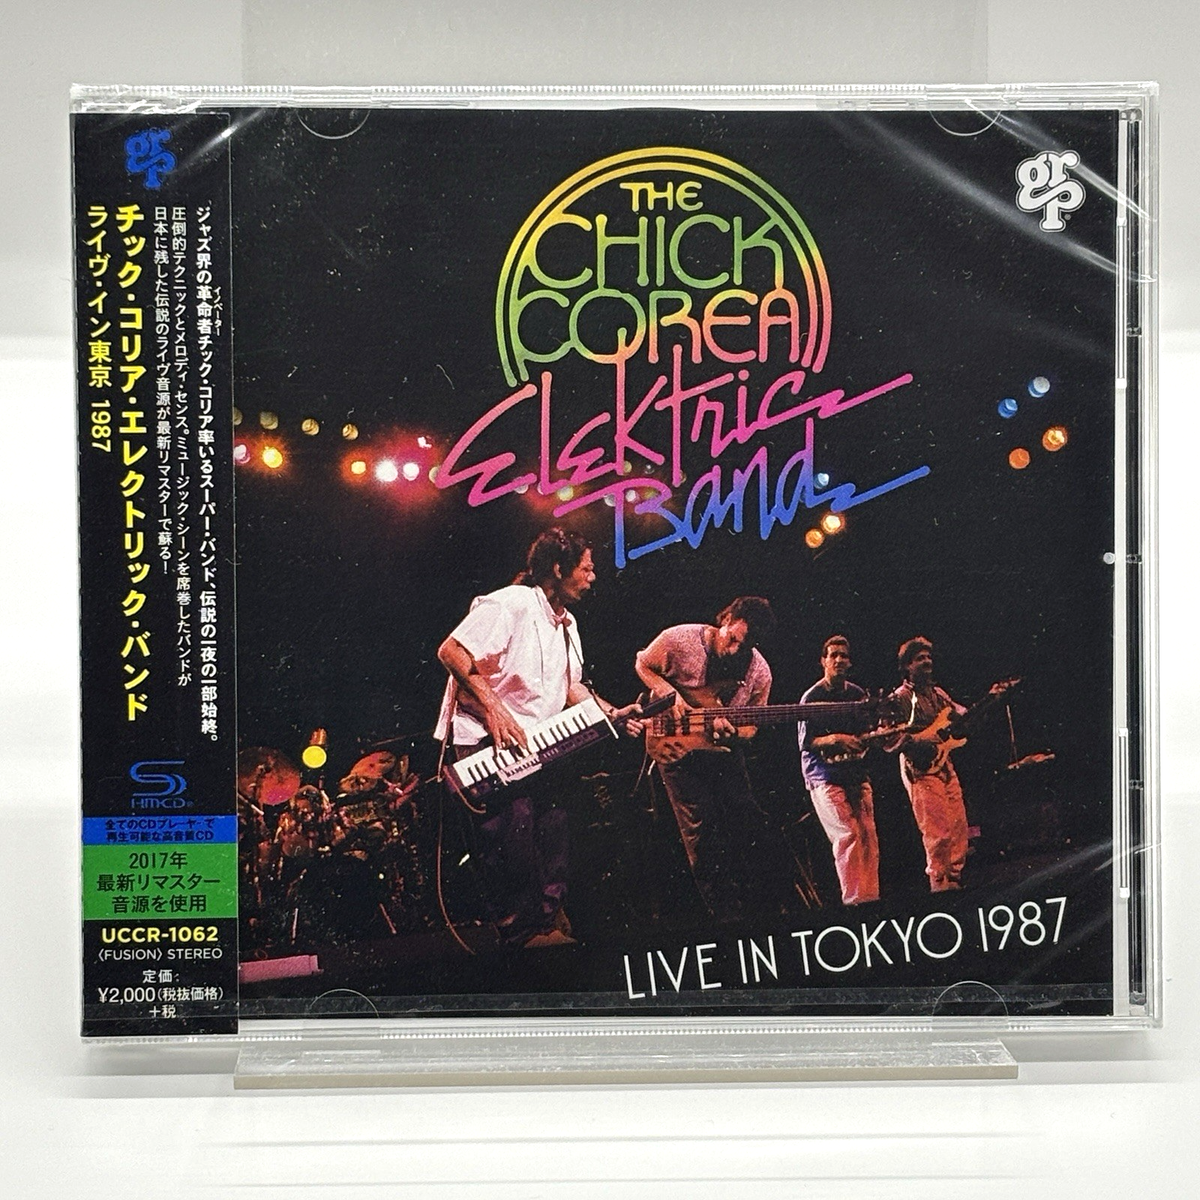 grp
ジャズ界の革命者チック・コリア率いるスーパー・バンド、伝説の一夜の一部始終。
イノベーター
圧倒的テクニックとメロディ・センス。ミュージック・シーンを席巻したバンドが
日本に残した伝説のライヴ音源が最新リマスターで蘇る!
チック・コリア・エレクトリック・バンド
ライヴ・イン東京 1987
SHM-CD
全てのCDプレーヤーで
再生可能な高音質CD
2017年
最新リマスター
音源を使用
UCCR-1062
〈FUSION〉 STEREO
定価:
¥2,000(税抜価格)
+税
THE
CHICK
COREA
Elektric
Band
grp®
LIVE IN TOKYO 1987